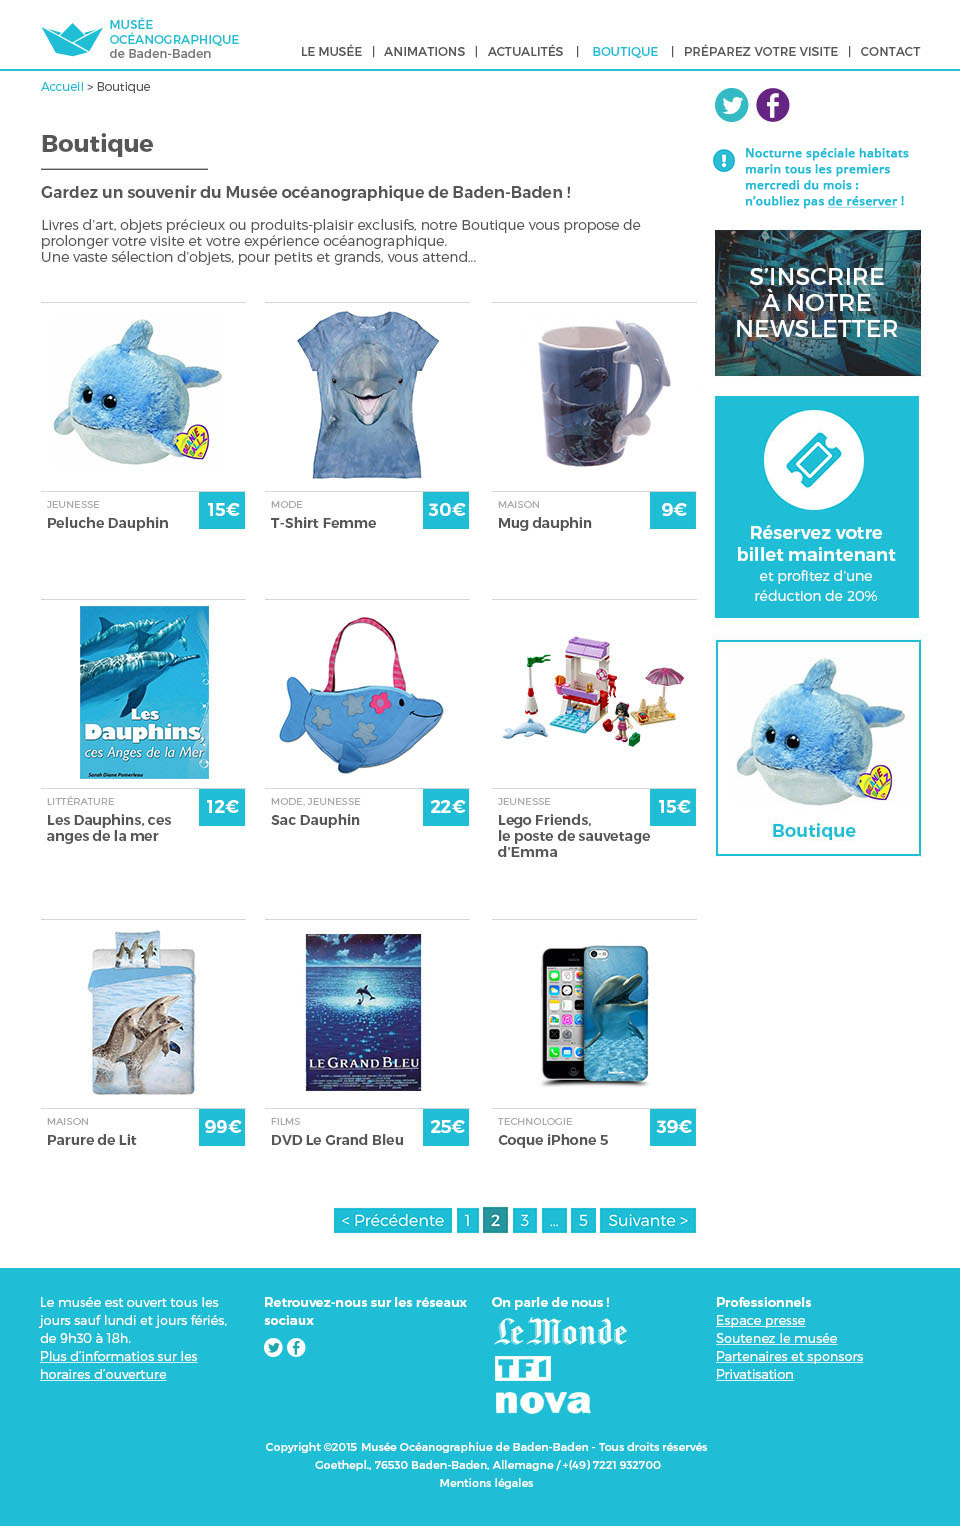 MUSÉE
OCÉANOGRAPHIQUE
de Baden-Baden
LE MUSÉE | ANIMATIONS | ACTUALITÉS | BOUTIQUE | PRÉPAREZ VOTRE VISITE | CONTACT
Accueil > Boutique
Boutique
Gardez un souvenir du Musée océanographique de Baden-Baden !
Livres d'art, objets précieux ou produits-plaisir exclusifs, notre Boutique vous propose de
prolonger votre visite et votre expérience océanographique.
Une vaste sélection d'objets, pour petits et grands, vous attend...
Nocturne spéciale habitats
marin tous les premiers
mercredi du mois :
n'oubliez pas de réserver !
S'INSCRIRE
À NOTRE
NEWSLETTER
BEANIE
BALLZ
JEUNESSE
Peluche Dauphin
15€
MODE
T-Shirt Femme
30€
MAISON
Mug dauphin
9€
Réservez votre
billet maintenant
et profitez d'une
réduction de 20%
Les
Dauphins,
ces Anges de la Mer
Sarah Diane Pomerleau
LITTÉRATURE
Les Dauphins, ces
anges de la mer
12€
MODE, JEUNESSE
Sac Dauphin
22€
JEUNESSE
Lego Friends,
le poste de sauvetage
d'Emma
15€
BEANIE
BALLZ
Boutique
MAISON
Parure de Lit
99€
LE GRAND BLEU
FILMS
DVD Le Grand Bleu
25€
TECHNOLOGIE
Coque iPhone 5
39€
< Précédente 1 2 3 ... 5 Suivante >
Le musée est ouvert tous les
jours sauf lundi et jours fériés,
de 9h30 à 18h.
Plus d'informatios sur les
horaires d'ouverture
Retrouvez-nous sur les réseaux
sociaux
On parle de nous !
Le Monde
TF1
nova
Professionnels
Espace presse
Soutenez le musée
Partenaires et sponsors
Privatisation
Copyright ©2015 Musée Océanographiue de Baden-Baden - Tous droits réservés
Goethepl., 76530 Baden-Baden, Allemagne / +(49) 7221 932700
Mentions légales